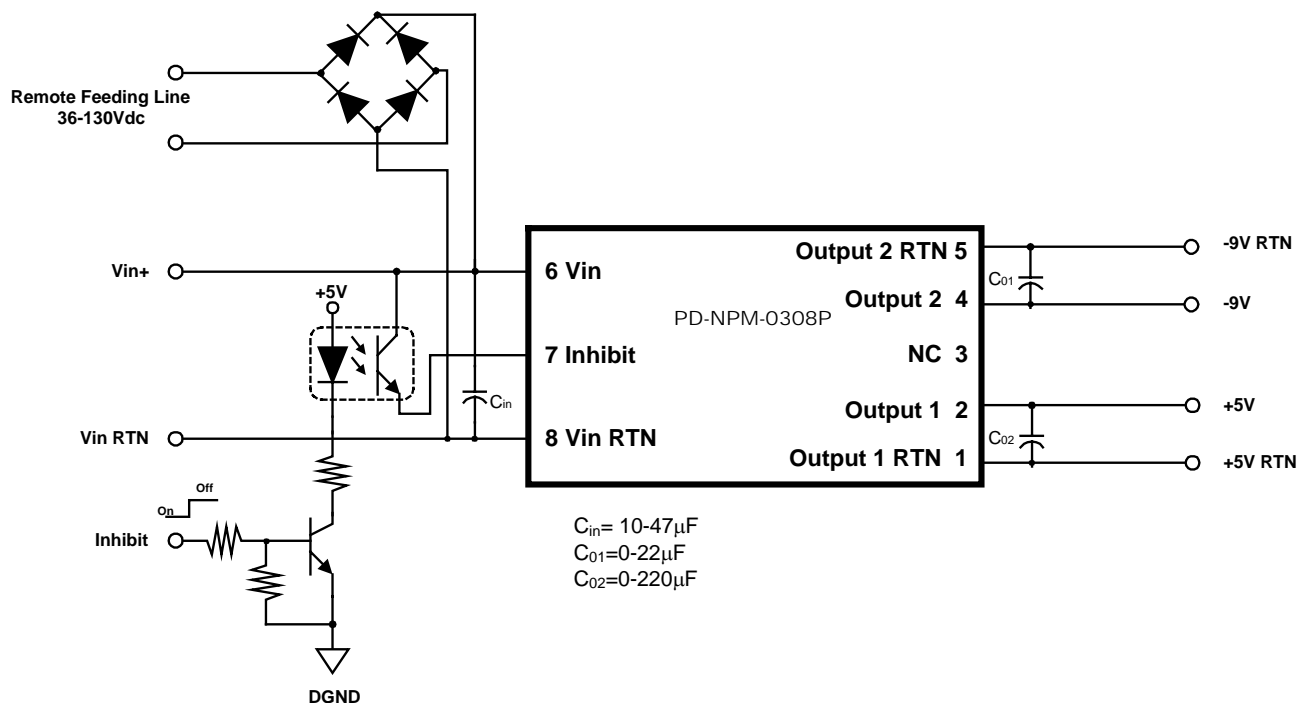 Remote Feeding Line
36-130Vdc
Vin+
+5V
Vin RTN
Off
On
Inhibit
DGND
Cin
6 Vin
7 Inhibit
8 Vin RTN
PD-NPM-0308P
Output 2 RTN 5
Output 2 4
NC 3
Output 1 2
Output 1 RTN 1
C01
C02
-9V RTN
-9V
+5V
+5V RTN
Cin= 10-47μF
C01=0-22μF
C02=0-220μF